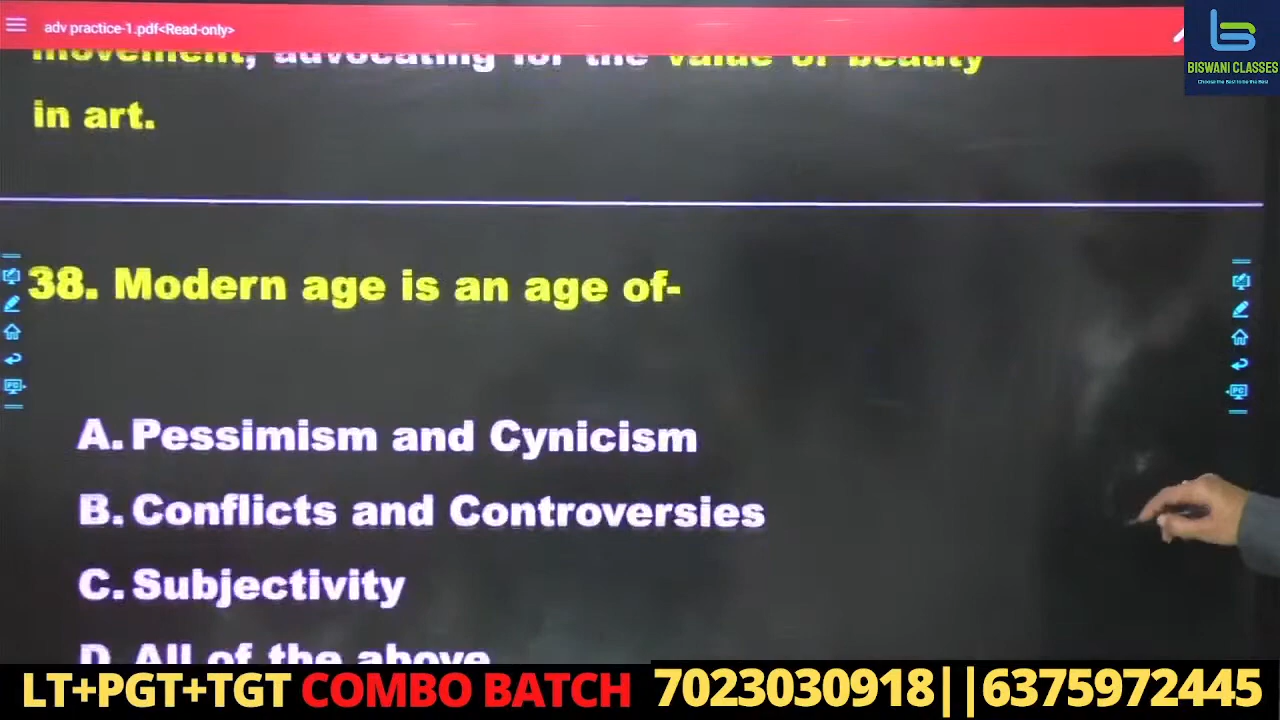 adv practice-1.pdf<Read-only>
BISWANI CLASSES
Choose the Best to be the Best
movement, advocating for the value of beauty
in art.
38. Modern age is an age of-
A. Pessimism and Cynicism
B. Conflicts and Controversies
C. Subjectivity
D. All of the above
LT+PGT+TGT COMBO BATCH 7023030918||6375972445